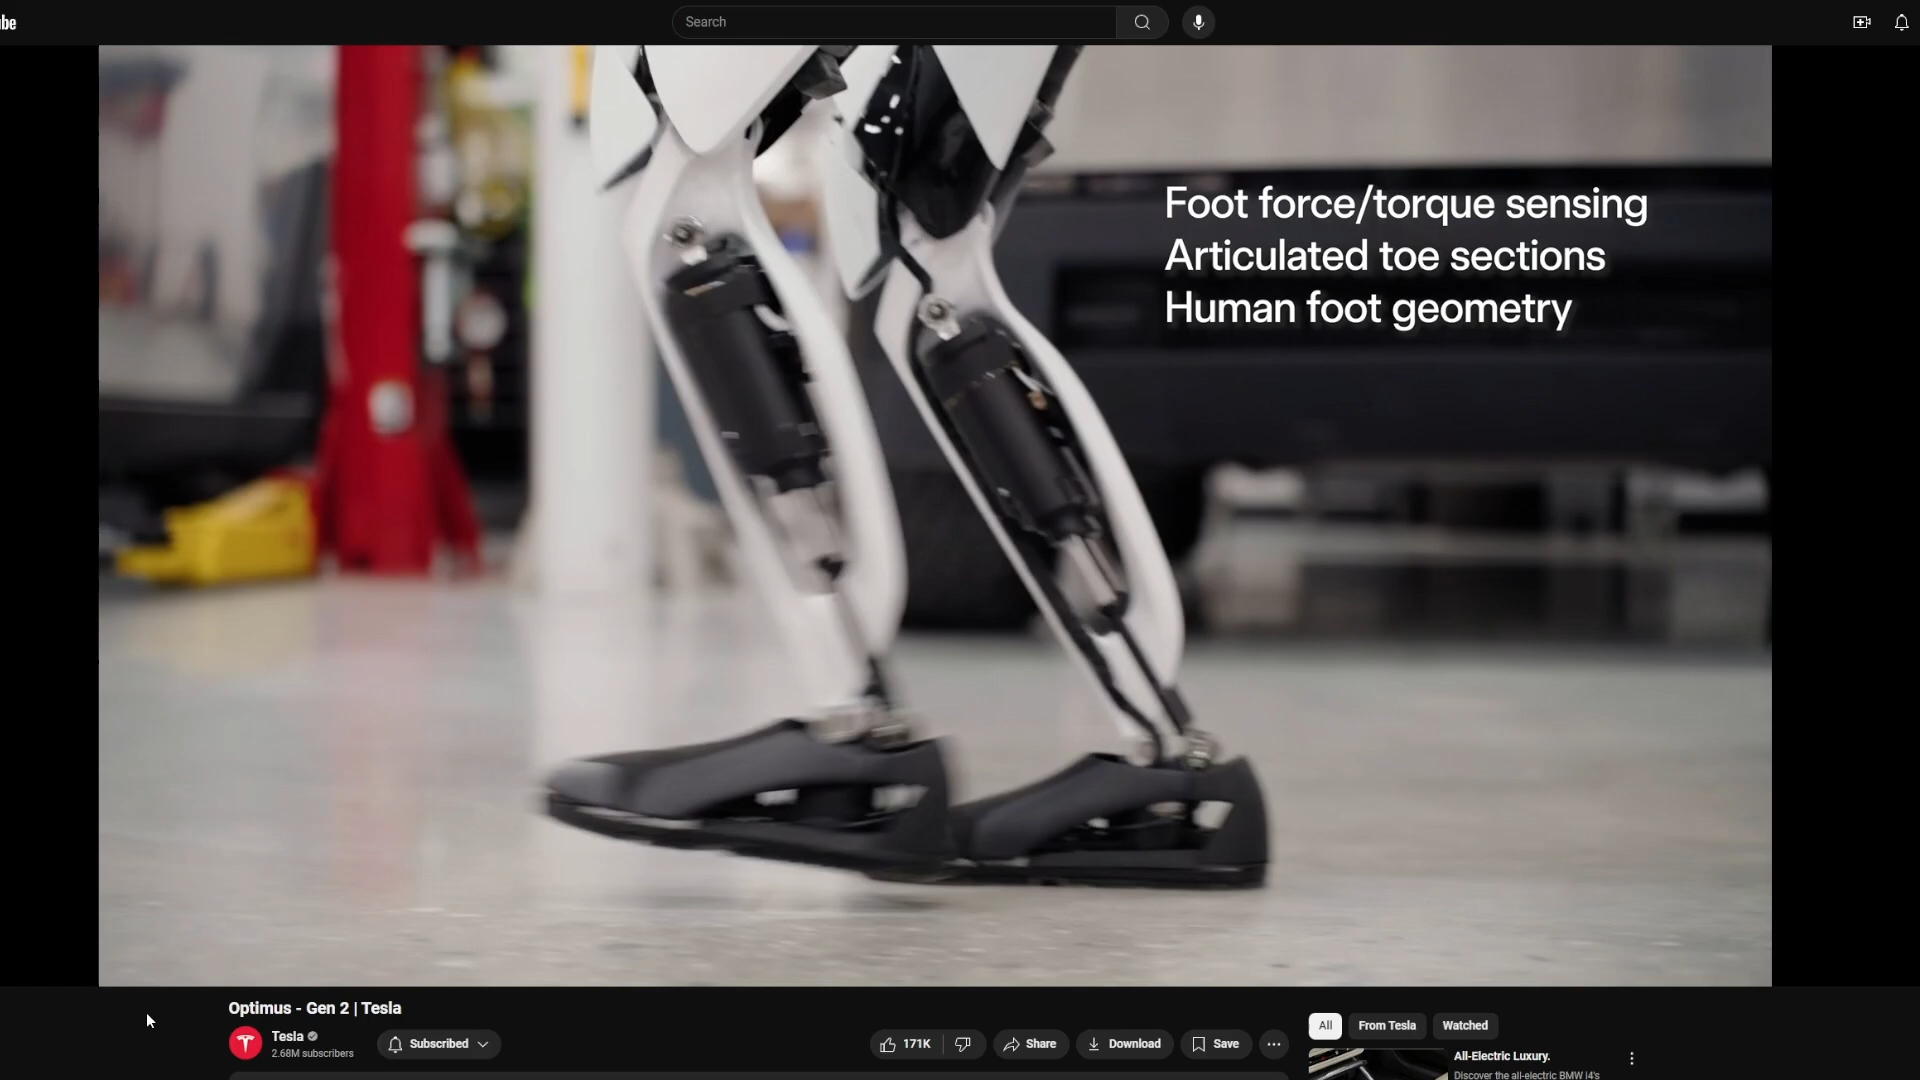 be
Search
Foot force/torque sensing
Articulated toe sections
Human foot geometry
Optimus - Gen 2 | Tesla
Tesla
2.68M subscribers
Subscribed
171K
Share
Download
Save
All
From Tesla
Watched
All-Electric Luxury.
Discover the all-electric BMW i4's